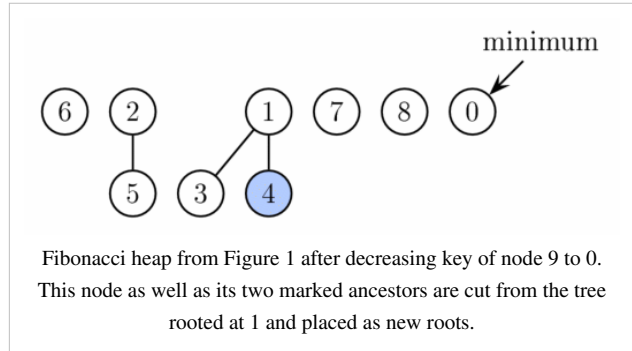 minimum
6 2 1 7 8 0
5 3 4
Fibonacci heap from Figure 1 after decreasing key of node 9 to 0.
This node as well as its two marked ancestors are cut from the tree
rooted at 1 and placed as new roots.